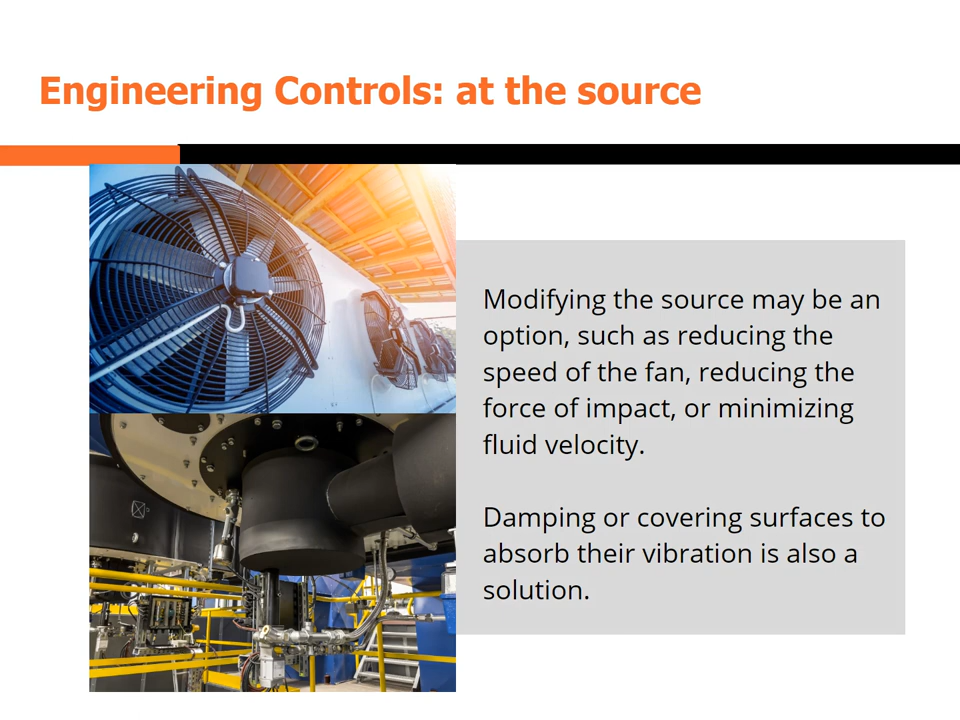 Engineering Controls: at the source
Modifying the source may be an
option, such as reducing the
speed of the fan, reducing the
force of impact, or minimizing
fluid velocity.
Damping or covering surfaces to
absorb their vibration is also a
solution.